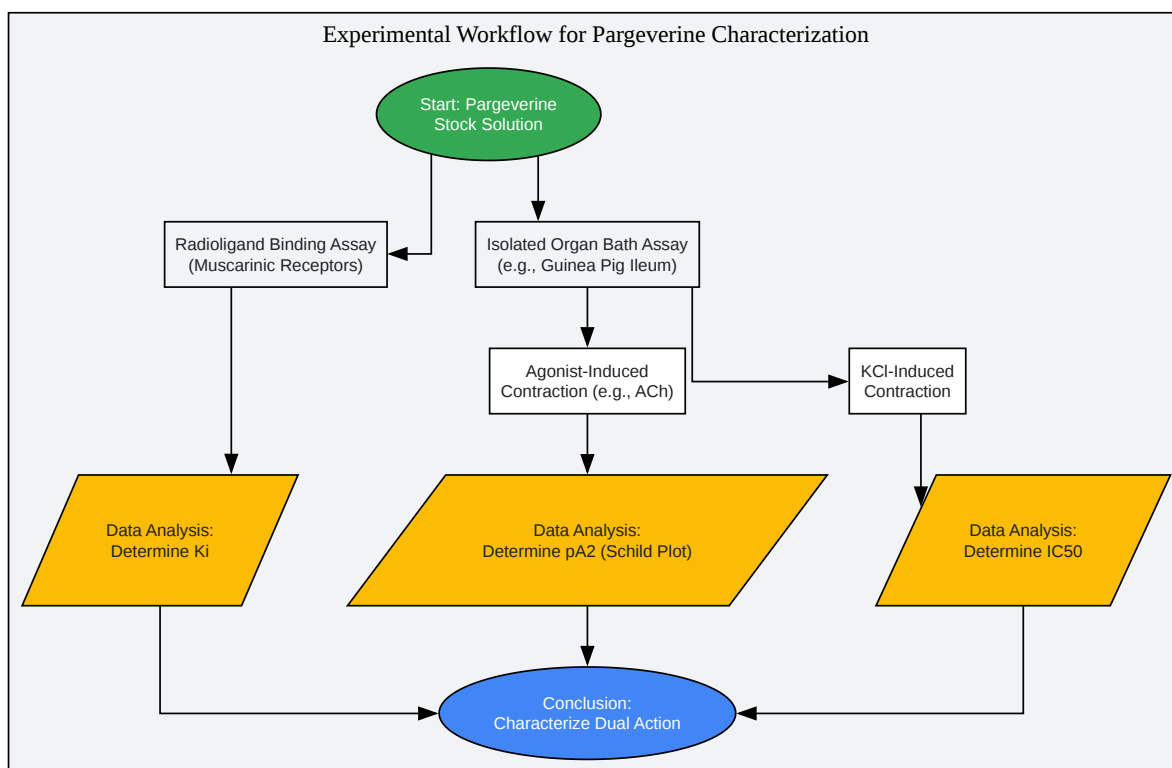 Experimental Workflow for Pargeverine Characterization
Start: Pargeverine
Stock Solution
Radioligand Binding Assay
(Muscarinic Receptors)
Isolated Organ Bath Assay
(e.g., Guinea Pig Ileum)
Agonist-Induced
Contraction (e.g., ACh)
KCl-Induced
Contraction
Data Analysis:
Determine Ki
Data Analysis:
Determine pA2 (Schild Plot)
Data Analysis:
Determine IC50
Conclusion:
Characterize Dual Action